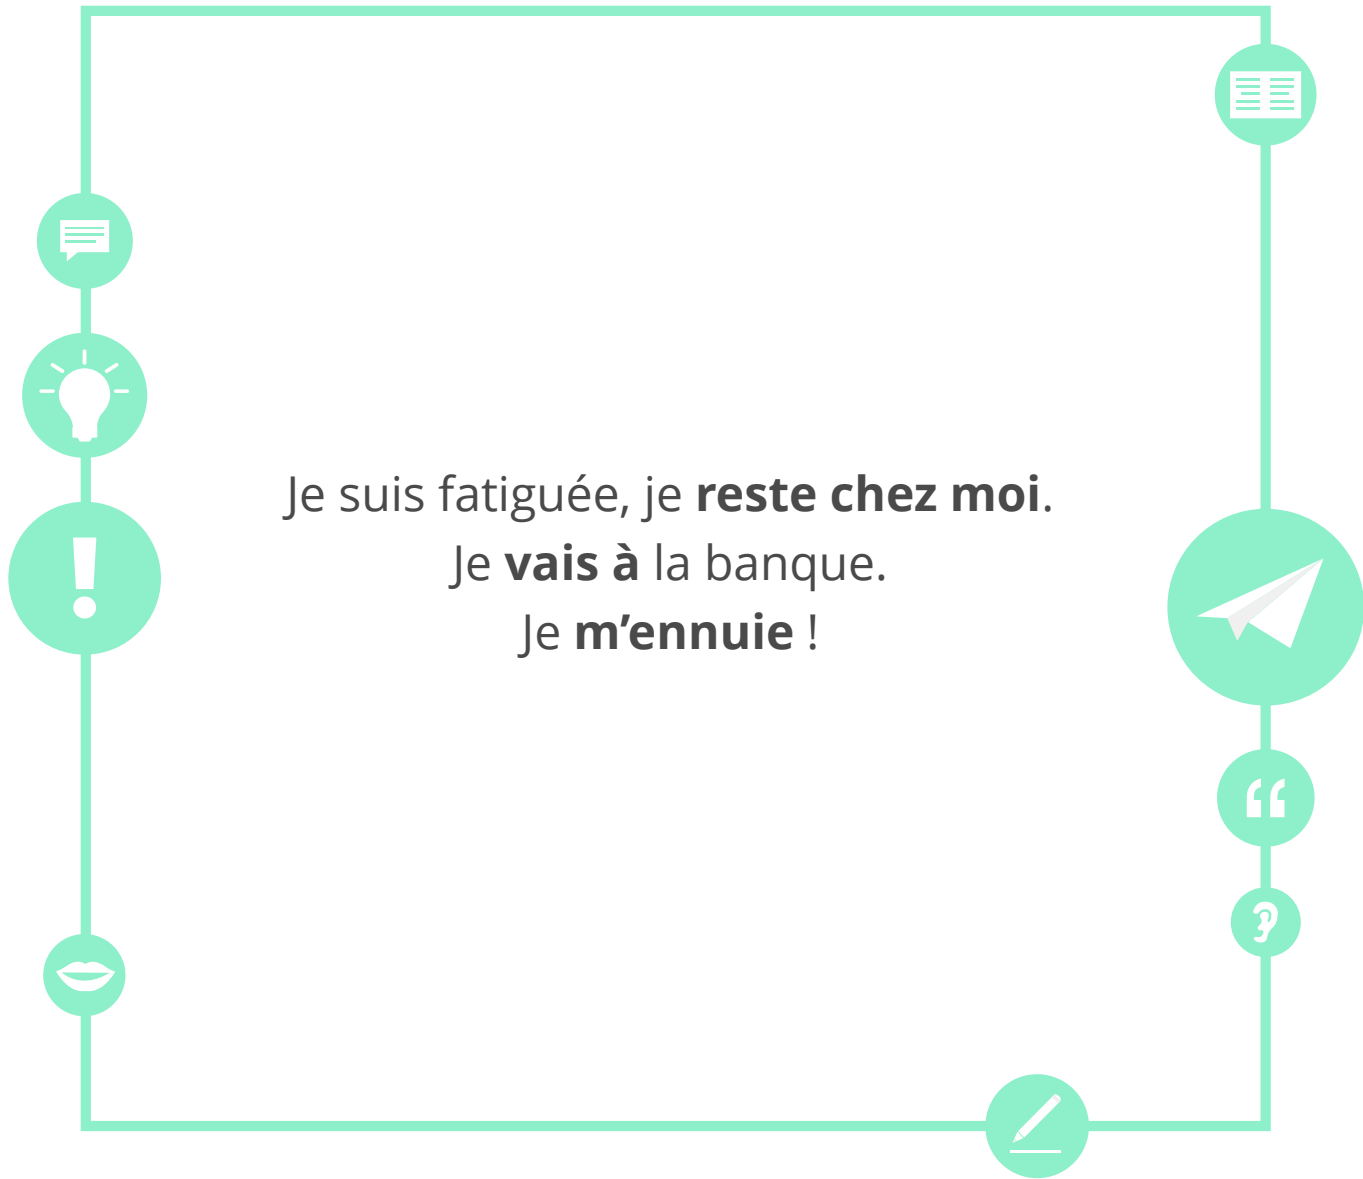 Je suis fatiguée, je reste chez moi.
Je vais à la banque.
Je m’ennuie !